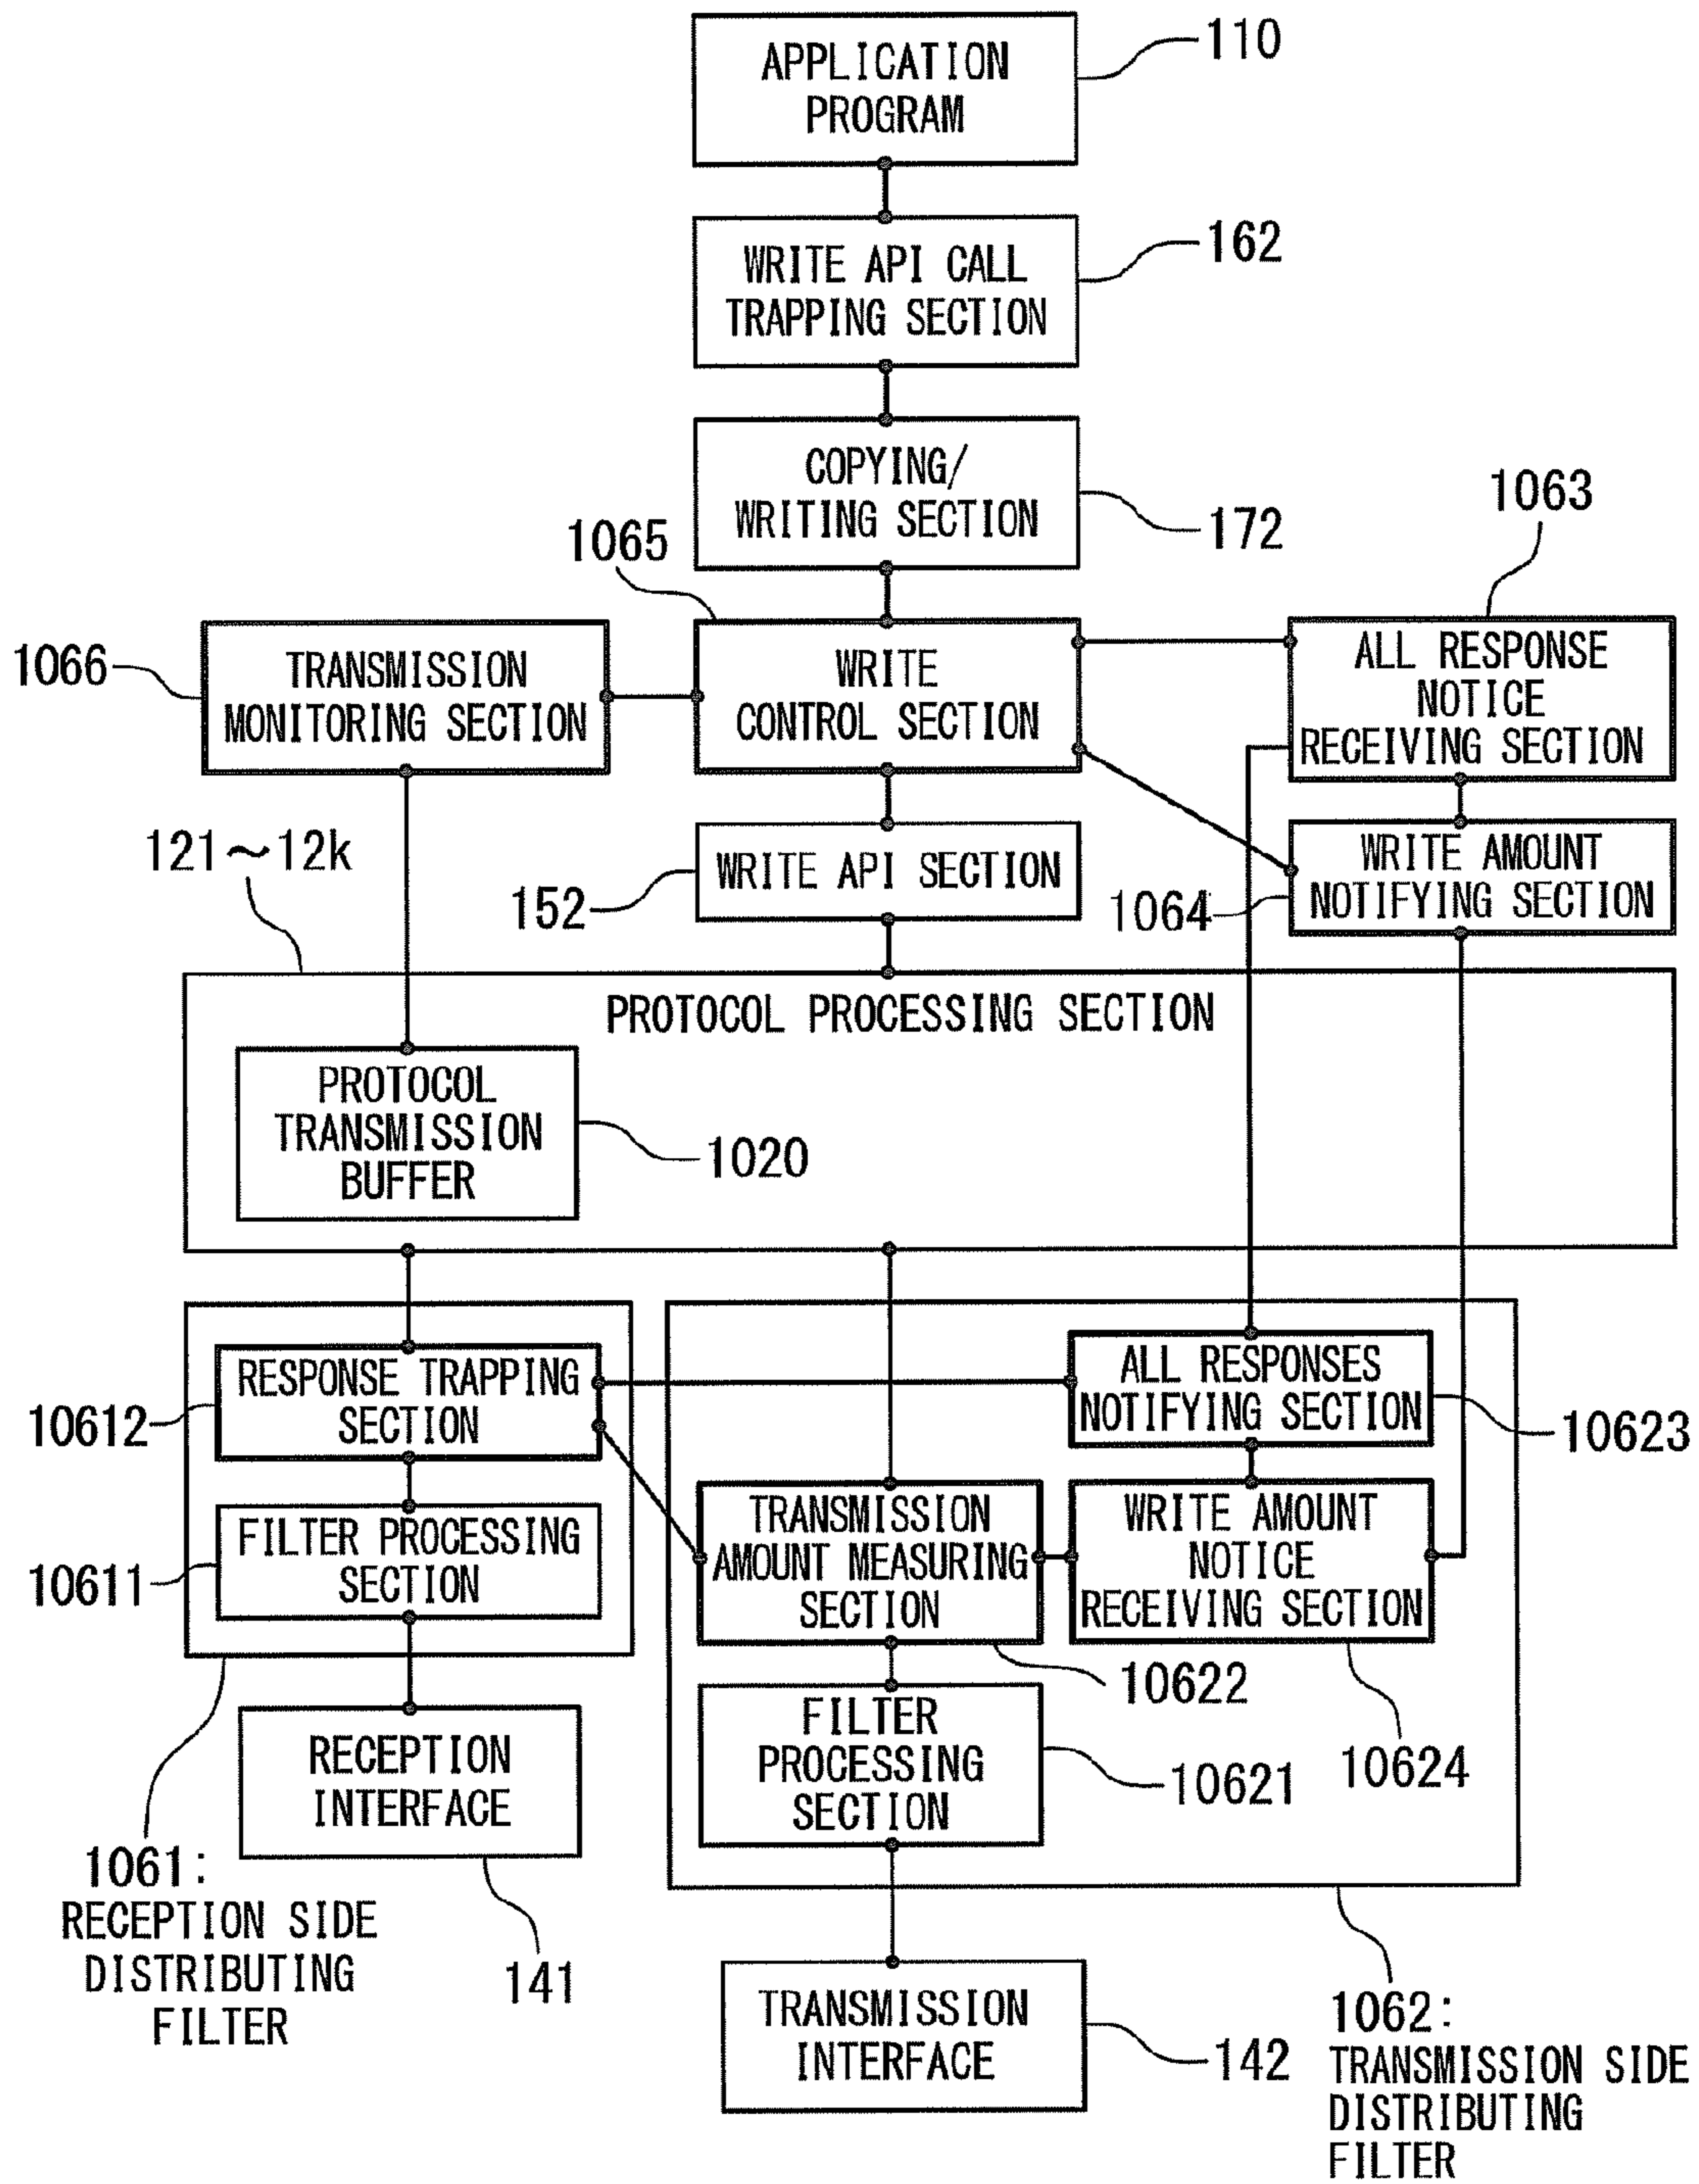 APPLICATION
PROGRAM
110
WRITE API CALL
TRAPPING SECTION
162
COPYING/
WRITING SECTION
172
1063
1065
1066
TRANSMISSION
MONITORING SECTION
WRITE
CONTROL SECTION
ALL RESPONSE
NOTICE
RECEIVING SECTION
121~12k
152
WRITE API SECTION
1064
WRITE AMOUNT
NOTIFYING SECTION
PROTOCOL PROCESSING SECTION
PROTOCOL
TRANSMISSION
BUFFER
1020
10612
RESPONSE TRAPPING
SECTION
ALL RESPONSES
NOTIFYING SECTION
10623
10611
FILTER PROCESSING
SECTION
TRANSMISSION
AMOUNT MEASURING
SECTION
WRITE AMOUNT
NOTICE
RECEIVING SECTION
10622
10624
FILTER
PROCESSING
SECTION
10621
RECEPTION
INTERFACE
141
1061:
RECEPTION SIDE
DISTRIBUTING
FILTER
TRANSMISSION
INTERFACE
142
1062:
TRANSMISSION SIDE
DISTRIBUTING
FILTER